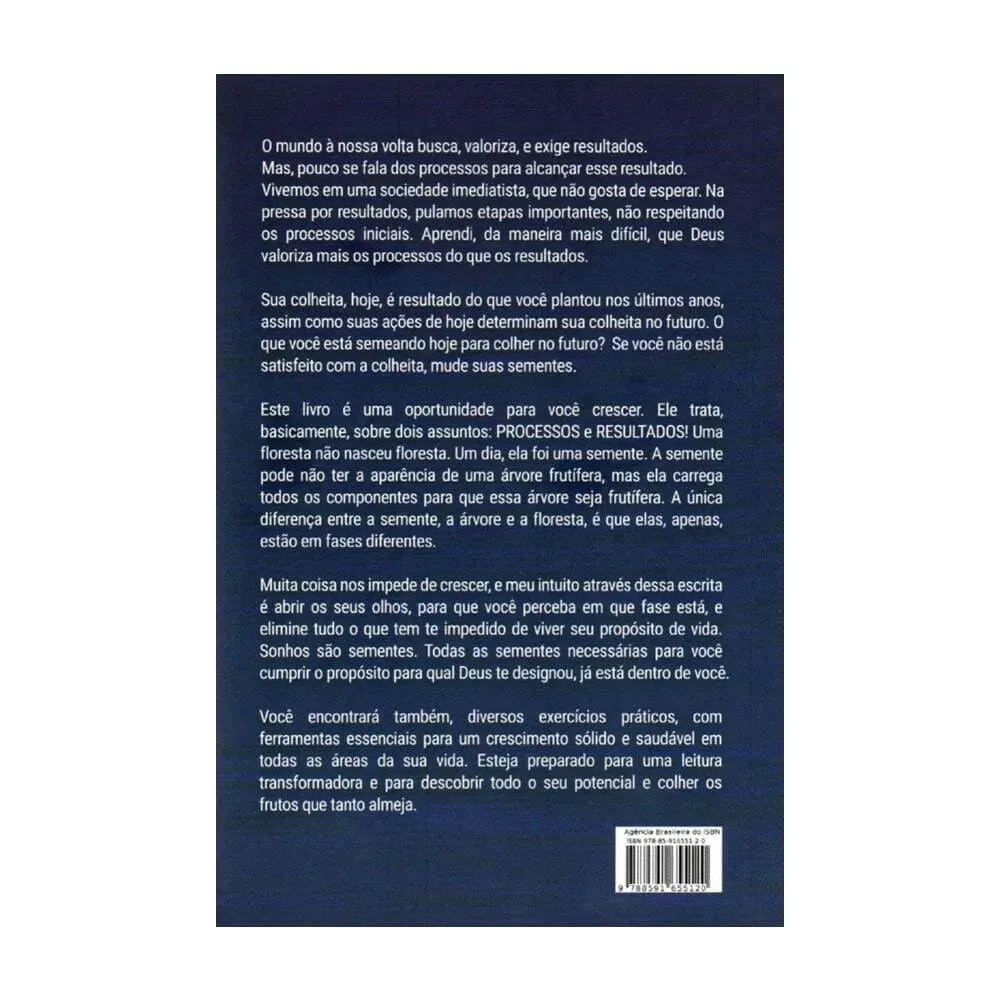 O mundo à nossa volta busca, valoriza, e exige resultados.
Mas, pouco se fala dos processos para alcançar esse resultado.
Vivemos em uma sociedade imediatista, que não gosta de esperar. Na
pressa por resultados, pulamos etapas importantes, não respeitando
os processos iniciais. Aprendi, da maneira mais difícil, que Deus
valoriza mais os processos do que os resultados.
Sua colheita, hoje, é resultado do que você plantou nos últimos anos,
assim como suas ações de hoje determinam sua colheita no futuro. O
que você está semeando hoje para colher no futuro? Se você não está
satisfeito com a colheita, mude suas sementes.
Este livro é uma oportunidade para você crescer. Ele trata,
basicamente, sobre dois assuntos: PROCESSOS e RESULTADOS! Uma
floresta não nasceu floresta. Um dia, ela foi uma semente. A semente
pode não ter a aparência de uma árvore frutífera, mas ela carrega
todos os componentes para que essa árvore seja frutífera. A única
diferença entre a semente, a árvore e a floresta, é que elas, apenas,
estão em fases diferentes.
Muita coisa nos impede de crescer, e meu intuito através dessa escrita
é abrir os seus olhos, para que você perceba em que fase está, e
elimine tudo o que tem te impedido de viver seu propósito de vida.
Sonhos são sementes. Todas as sementes necessárias para você
cumprir o propósito para qual Deus te designou, já está dentro de você.
Você encontrará também, diversos exercícios práticos, com
ferramentas essenciais para um crescimento sólido e saudável em
todas as áreas da sua vida. Esteja preparado para uma leitura
transformadora e para descobrir todo o seu potencial e colher os
frutos que tanto almeja.
Agência Brasileira do ISBN
ISBN 978-85-916551-2-0
9 788591 655120